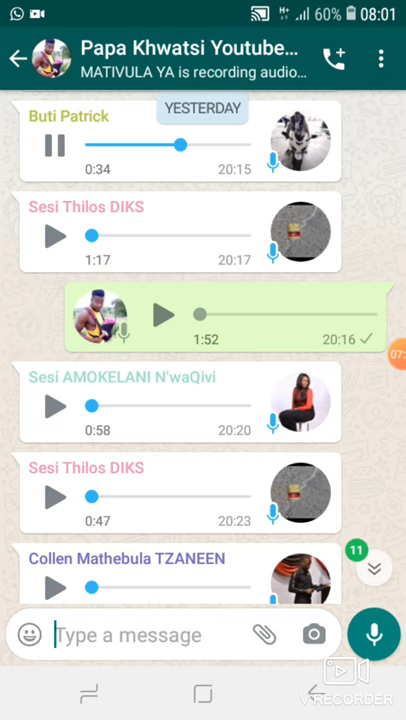 H+ 60% 08:01
Papa Khwatsi Youtube...
MATIVULA YA is recording audio...
YESTERDAY
Buti Patrick
0:34 20:15
Sesi Thilos DIKS
1:17 20:17
1:52 20:16
Sesi AMOKELANI N'waQivi
0:58 20:20
Sesi Thilos DIKS
0:47 20:23
Collen Mathebula TZANEEN
11
Type a message
V RECORDER